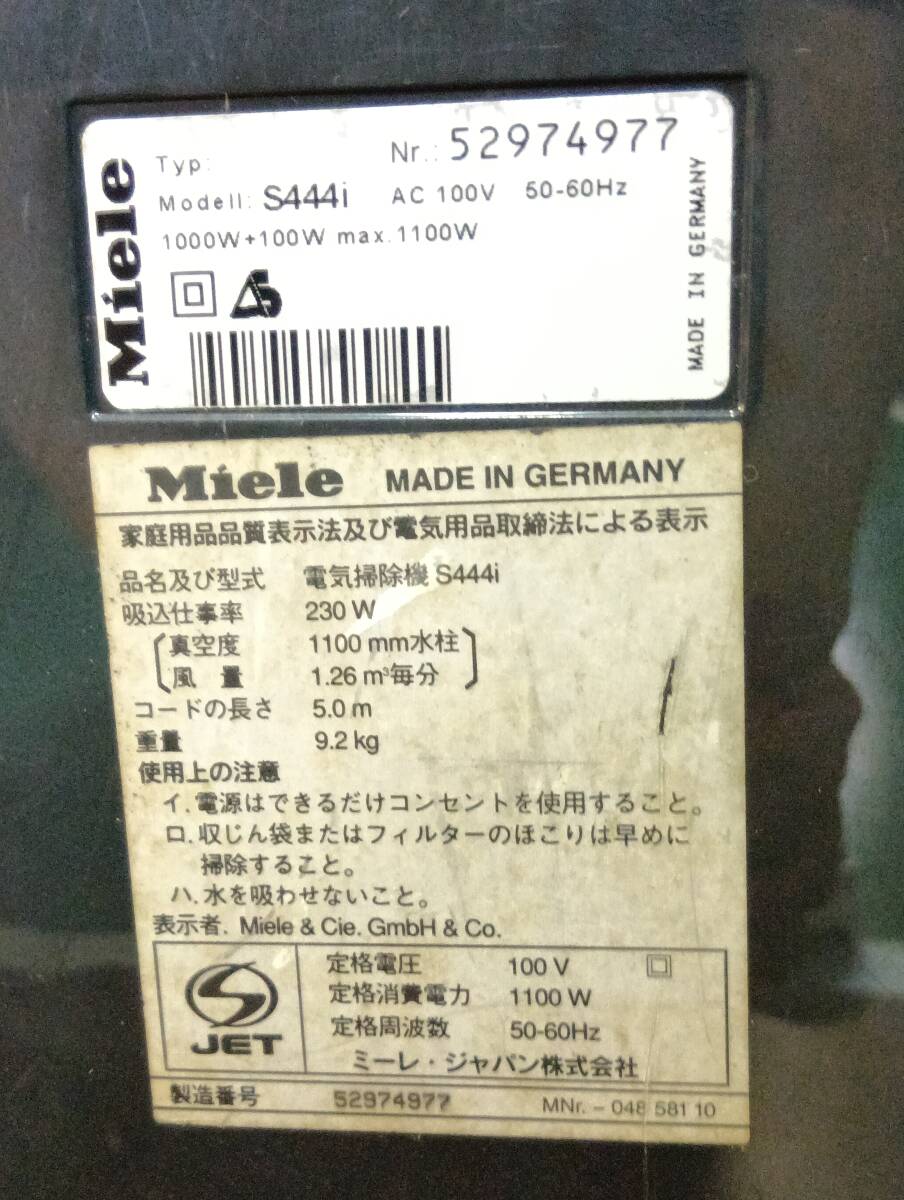 Miele
Typ: Nr.: 52974977
Modell: S444i AC 100V 50-60Hz
1000W+100W max.1100W
MADE IN GERMANY
Miele MADE IN GERMANY
家庭用品品質表示法及び電気用品取締法による表示
品名及び型式 電気掃除機 S444i
吸込仕事率 230 W
真空度 1100 mm水柱
風 量 1.26 m³毎分
コードの長さ 5.0 m
重量 9.2 kg
使用上の注意
イ. 電源はできるだけコンセントを使用すること。
ロ. 収じん袋またはフィルターのほこりは早めに
掃除すること。
ハ. 水を吸わせないこと。
表示者. Miele & Cie. GmbH & Co.
JET
定格電圧 100 V
定格消費電力 1100 W
定格周波数 50-60Hz
ミーレ・ジャパン株式会社
製造番号 52974977 MNr. – 048 581 10